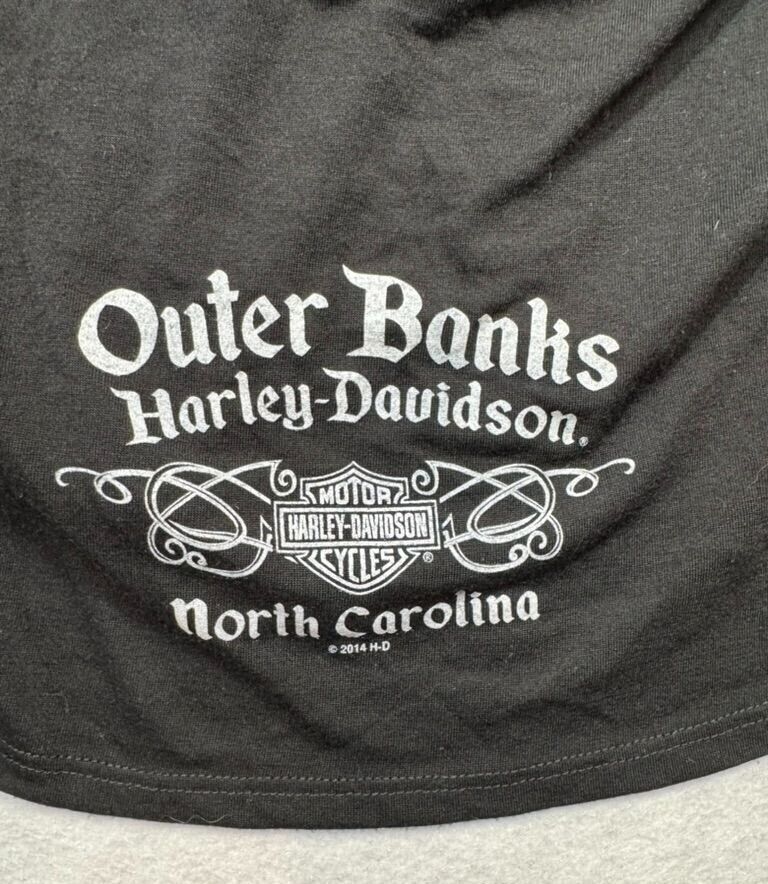 Outer Banks
Harley-Davidson®
MOTOR
HARLEY-DAVIDSON
CYCLES®
North Carolina
© 2014 H-D